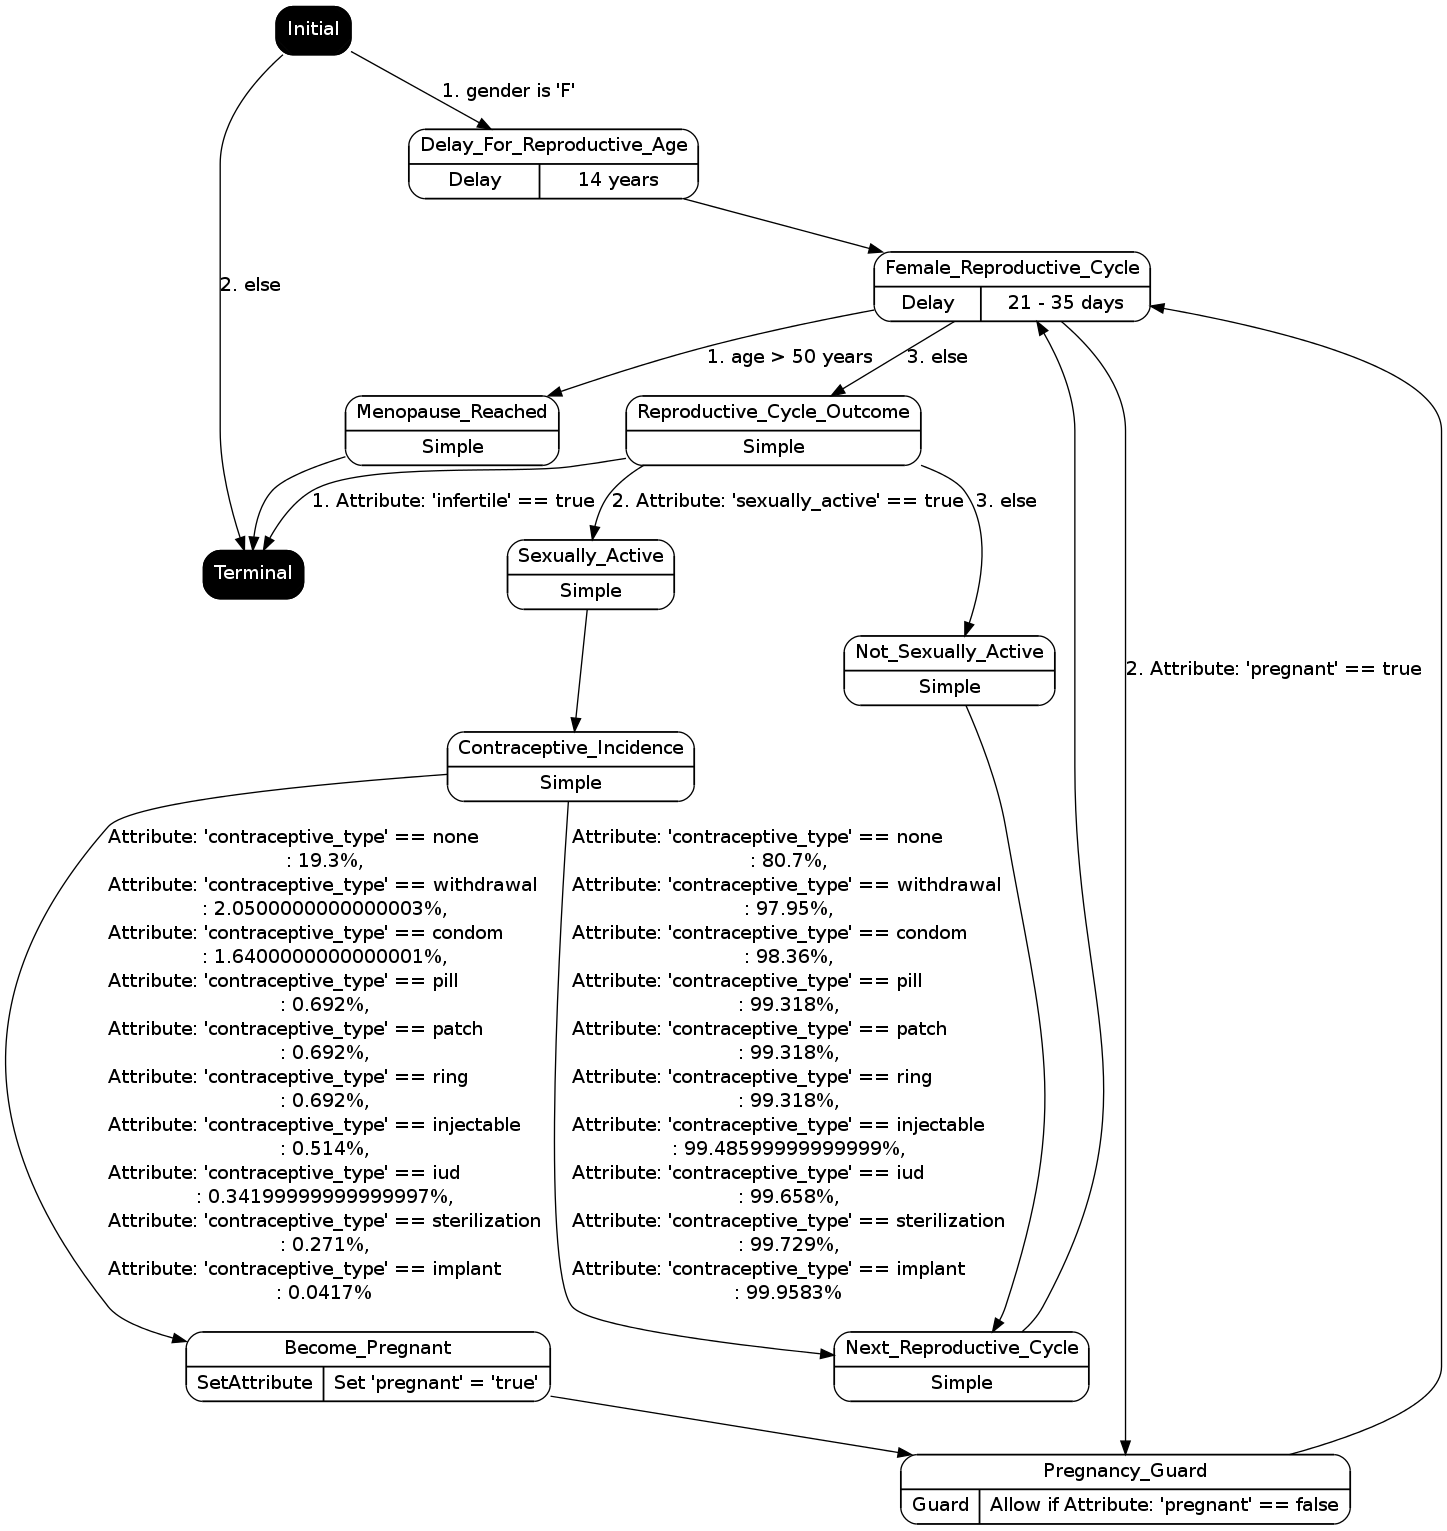 Initial
1. gender is 'F'
Delay_For_Reproductive_Age
Delay
14 years
2. else
Female_Reproductive_Cycle
Delay
21 - 35 days
1. age > 50 years
3. else
Menopause_Reached
Simple
Reproductive_Cycle_Outcome
Simple
1. Attribute: 'infertile' == true
2. Attribute: 'sexually_active' == true
3. else
Terminal
Sexually_Active
Simple
Not_Sexually_Active
Simple
2. Attribute: 'pregnant' == true
Contraceptive_Incidence
Simple
Attribute: 'contraceptive_type' == none
: 19.3%,
Attribute: 'contraceptive_type' == withdrawal
: 2.0500000000000003%,
Attribute: 'contraceptive_type' == condom
: 1.6400000000000001%,
Attribute: 'contraceptive_type' == pill
: 0.692%,
Attribute: 'contraceptive_type' == patch
: 0.692%,
Attribute: 'contraceptive_type' == ring
: 0.692%,
Attribute: 'contraceptive_type' == injectable
: 0.514%,
Attribute: 'contraceptive_type' == iud
: 0.34199999999999997%,
Attribute: 'contraceptive_type' == sterilization
: 0.271%,
Attribute: 'contraceptive_type' == implant
: 0.0417%
Attribute: 'contraceptive_type' == none
: 80.7%,
Attribute: 'contraceptive_type' == withdrawal
: 97.95%,
Attribute: 'contraceptive_type' == condom
: 98.36%,
Attribute: 'contraceptive_type' == pill
: 99.318%,
Attribute: 'contraceptive_type' == patch
: 99.318%,
Attribute: 'contraceptive_type' == ring
: 99.318%,
Attribute: 'contraceptive_type' == injectable
: 99.48599999999999%,
Attribute: 'contraceptive_type' == iud
: 99.658%,
Attribute: 'contraceptive_type' == sterilization
: 99.729%,
Attribute: 'contraceptive_type' == implant
: 99.9583%
Become_Pregnant
SetAttribute
Set 'pregnant' = 'true'
Next_Reproductive_Cycle
Simple
Pregnancy_Guard
Guard
Allow if Attribute: 'pregnant' == false